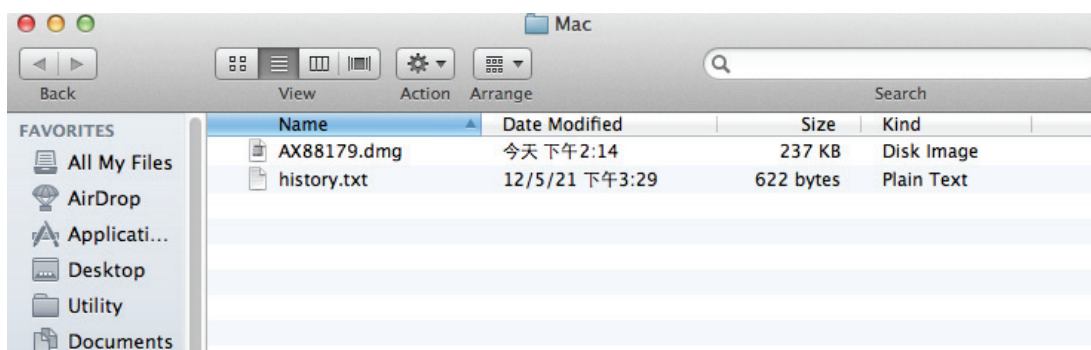 Mac
Back View Action Arrange Search
FAVORITES
All My Files
AirDrop
Applicati...
Desktop
Utility
Documents
Name Date Modified Size Kind
AX88179.dmg 今天 下午2:14 237 KB Disk Image
history.txt 12/5/21 下午3:29 622 bytes Plain Text